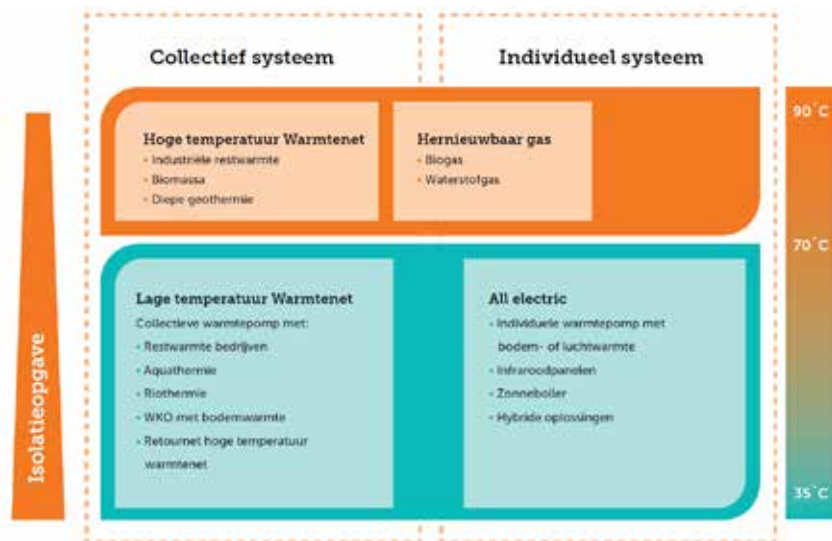 Collectief systeem
Individueel systeem
Hoge temperatuur Warmtenet
• Industriële restwarmte
• Biomassa
• Diepe geothermie
Hernieuwbaar gas
• Biogas
• Waterstofgas
90°C
70°C
35°C
Lage temperatuur Warmtenet
Collectieve warmtepomp met:
• Restwarmte bedrijven
• Aquathermie
• Riothermie
• WKO met bodemwarmte
• Retournet hoge temperatuur
warmtenet
All electric
• Individuele warmtepomp met
bodem- of luchtwarmte
• Infraroodpanelen
• Zonneboiler
• Hybride oplossingen
Isolatieopgave